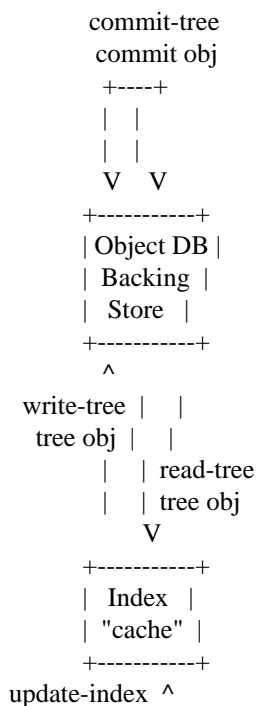 commit-tree
commit obj
+----+
| |
| |
V V
+-----------+
| Object DB |
| Backing |
| Store |
+-----------+
^
write-tree | |
tree obj | |
| | read-tree
| | tree obj
V
+-----------+
| Index |
| "cache" |
+-----------+
update-index ^